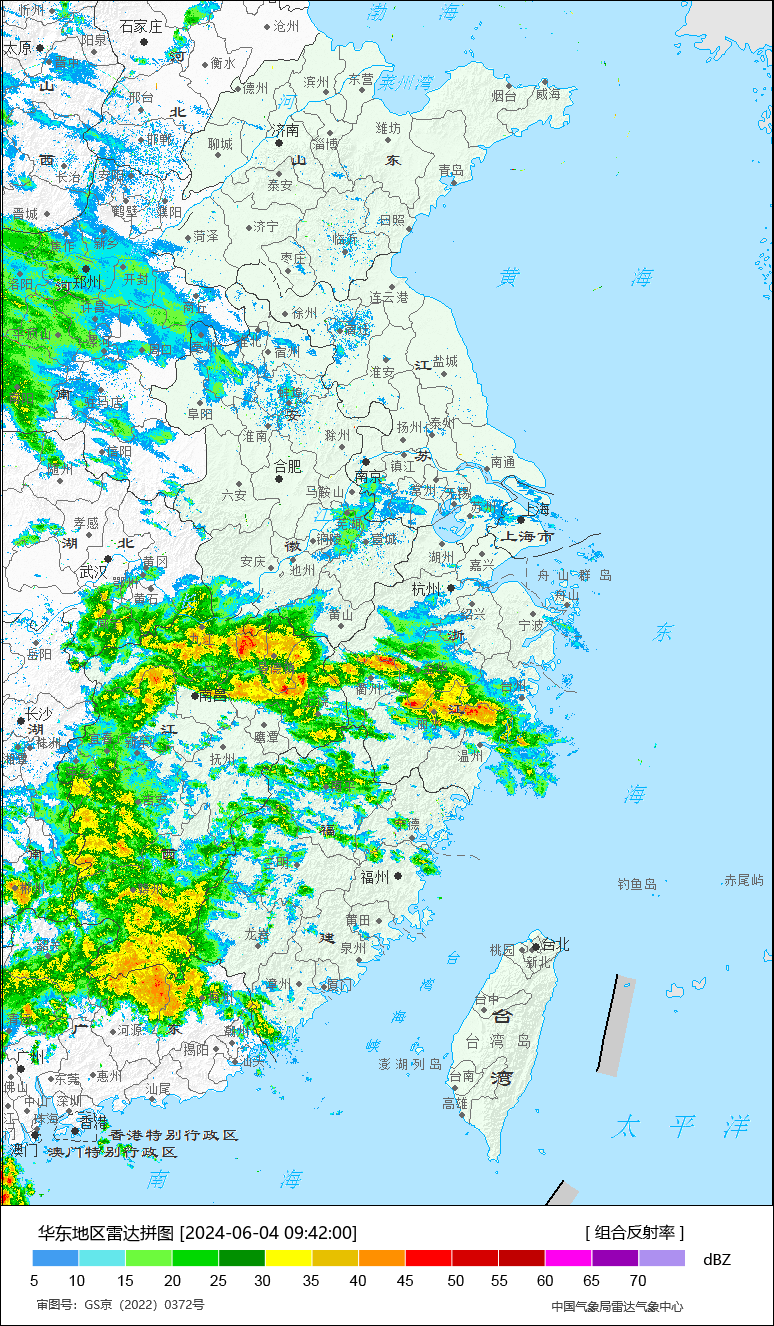 渤 海
忻州
石家庄
沧州
太原
阳泉
河
衡水
德州
滨州
东营
莱州湾
烟台
威海
山
邢台
北
河
济南
淄博
潍坊
聊城
邯郸
西
山
东
长治
泰安
青岛
鹤壁
濮阳
晋城
菏泽
济宁
日照
临沂
焦作
新乡
枣庄
黄 海
洛阳
郑州
开封
连云港
徐州
许昌
商丘
平顶山
淮北
宿州
江
盐城
淮安
南
驻马店
蚌埠
阜阳
安
扬州
泰州
淮南
滁州
苏
信阳
镇江
随州
合肥
南京
南通
六安
马鞍山
常州
无锡
苏州
上海
孝感
芜湖
上海市
湖 北
铜陵
宣城
徽
湖州
嘉兴
武汉
黄冈
安庆
池州
舟山群岛
鄂州
杭州
舟山
黄石
黄山
绍兴
宁波
东
浙
岳阳
九江
景德镇
衢州
台州
南昌
江
长沙
湖
江
鹰潭
株洲
抚州
温州
湘潭
海
吉安
福
宁德
南
西
三明
福州
钓鱼岛
赤尾屿
莆田
龙岩
建
泉州
台北
桃园
新北
台
漳州
厦门
湾
台中
台
广
东
河源
潮州
海
台湾岛
揭阳
峡
澎湖列岛
广州
汕头
湾
佛山
东莞
惠州
台南
汕尾
高雄
中山
深圳
珠海
香港
香港特别行政区
太 平 洋
澳门
澳门特别行政区
南 海
华东地区雷达拼图 [2024-06-04 09:42:00]
[ 组合反射率 ]
dBZ
5 10 15 20 25 30 35 40 45 50 55 60 65 70
审图号：GS京（2022）0372号
中国气象局雷达气象中心